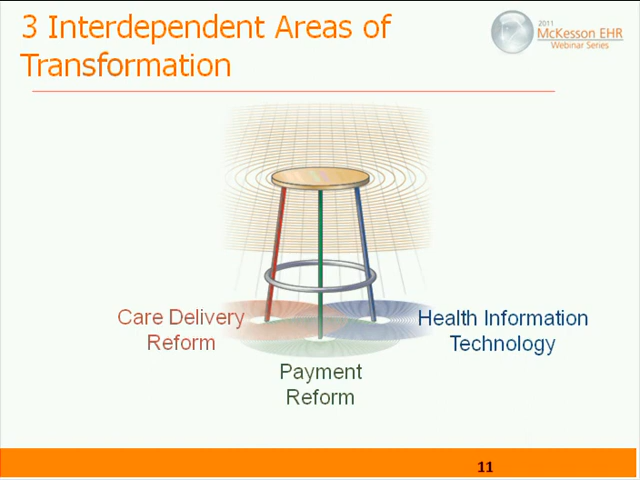 3 Interdependent Areas of
Transformation
2011
McKesson EHR
Webinar Series
Care Delivery
Reform
Health Information
Technology
Payment
Reform
11